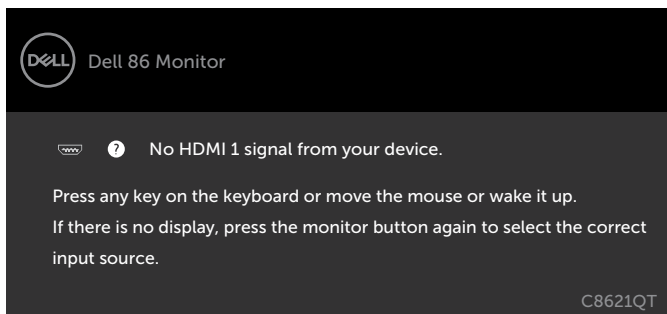 DELL Dell 86 Monitor
? No HDMI 1 signal from your device.
Press any key on the keyboard or move the mouse or wake it up.
If there is no display, press the monitor button again to select the correct
input source.
C8621QT